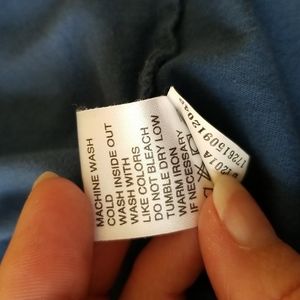 MACHINE WASH
COLD
WASH INSIDE OUT
WASH WITH
LIKE COLORS
DO NOT BLEACH
TUMBLE DRY LOW
WARM IRON
IF NECESSARY